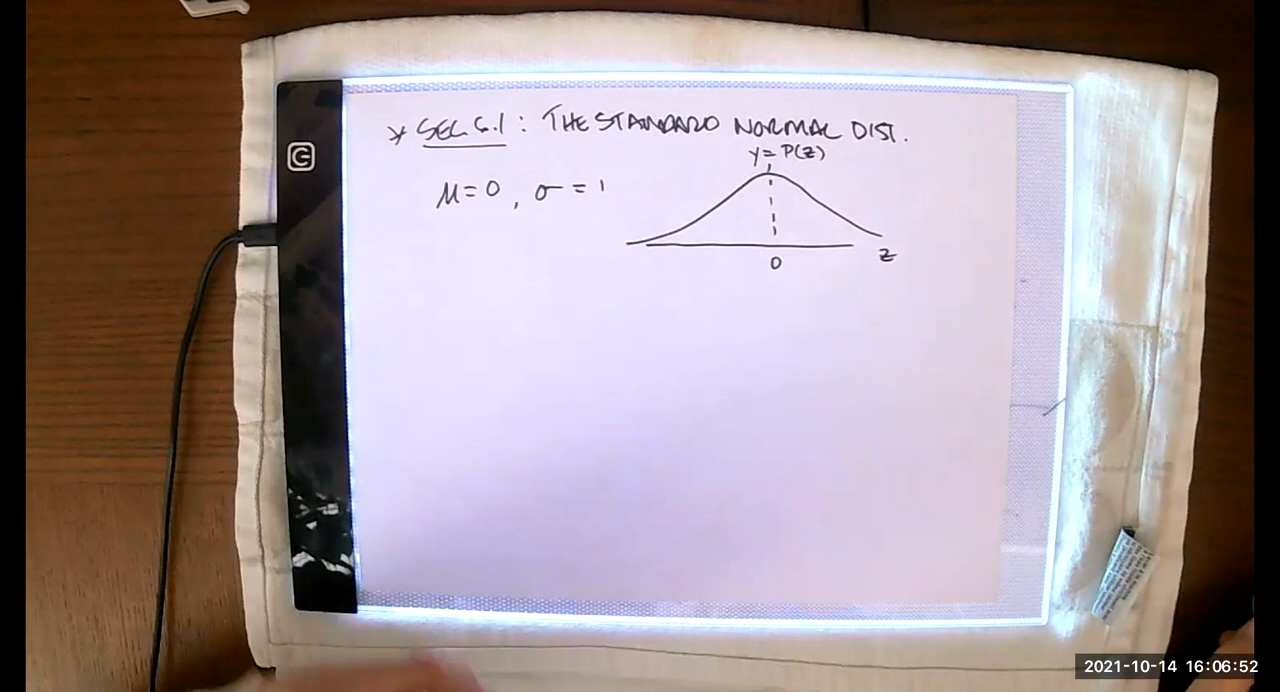 * SEC 6.1 : THE STANDARD NORMAL DIST.
y = P(z)
μ = 0 , σ = 1
0
z
2021-10-14 16:06:52